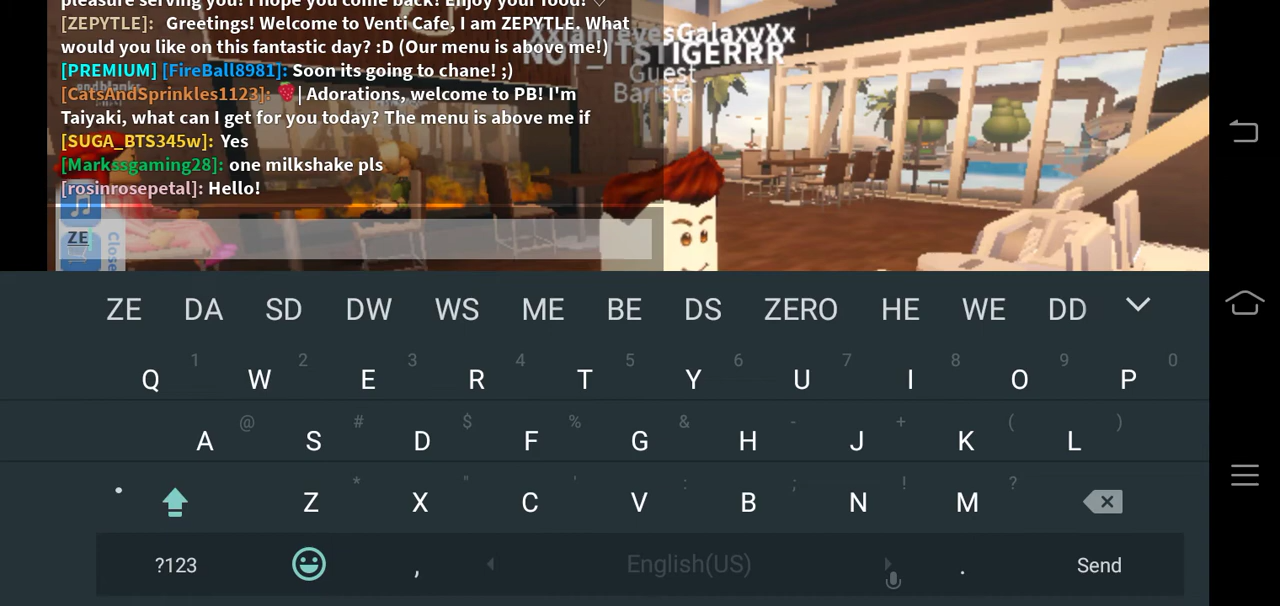 pleasure serving you! I hope you come back! Enjoy your food! ♡
[ZEPYTLE]: Greetings! Welcome to Venti Cafe, I am ZEPYTLE. What
would you like on this fantastic day? :D (Our menu is above me!)
[PREMIUM] [FireBall8981]: Soon its going to chane! ;)
[CatsAndSprinkles1123]: 🍓| Adorations, welcome to PB! I'm
Taiyaki, what can I get for you today? The menu is above me if
[SUGA_BTS345w]: Yes
[Markssgaming28]: one milkshake pls
[rosinrosepetal]: Hello!
NOT_ITSTIGERRR
Guest
Barista
ZE
Close
ZE DA SD DW WS ME BE DS ZERO HE WE DD
1 2 3 4 5 6 7 8 9 0
Q W E R T Y U I O P
@ # $ % & - + ( )
A S D F G H J K L
* " ' : ; ! ?
Z X C V B N M
?123 , English(US) . Send